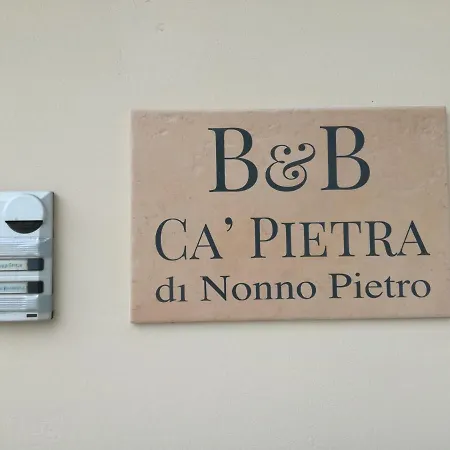 B&B
CA' PIETRA
di Nonno Pietro